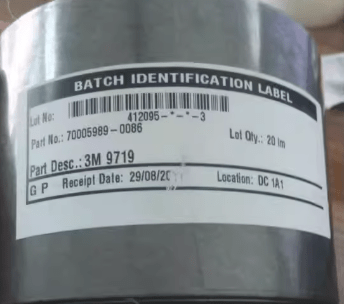 BATCH IDENTIFICATION LABEL
Lot No: 412095-*-*-3
Part No.: 70005989-0086 Lot Qty.: 20 lm
Part Desc.: 3M 9719
G P Receipt Date: 29/08/ Location: DC 1A1